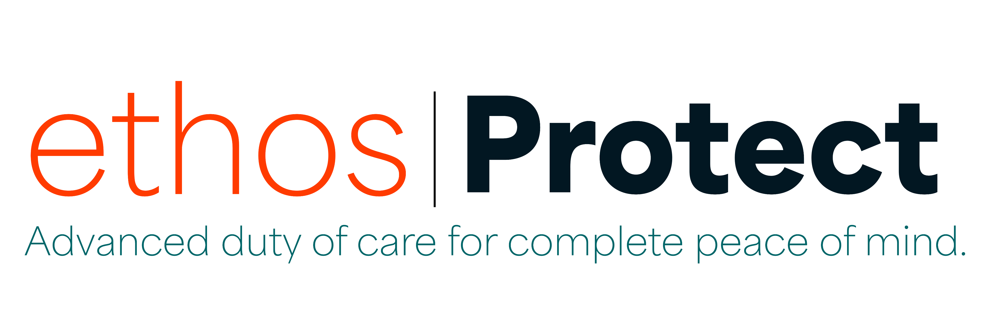 ethos | Protect
Advanced duty of care for complete peace of mind.